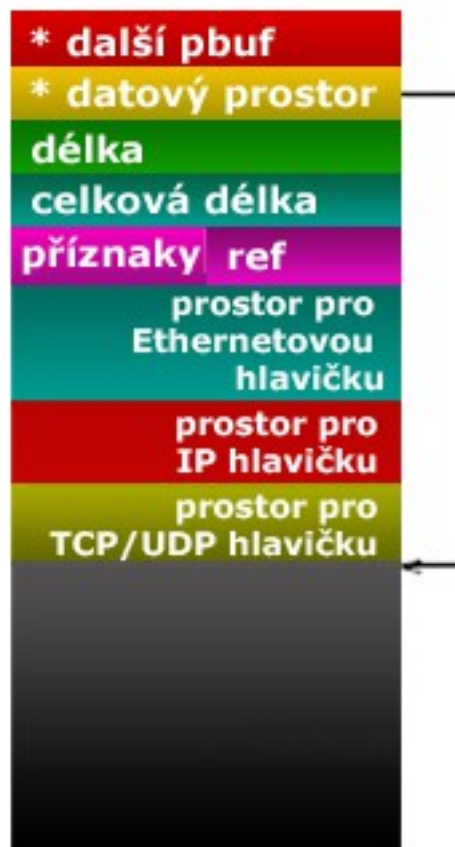 * další pbuf
* datový prostor
délka
celková délka
příznaky ref
prostor pro
Ethernetovou
hlavičku
prostor pro
IP hlavičku
prostor pro
TCP/UDP hlavičku